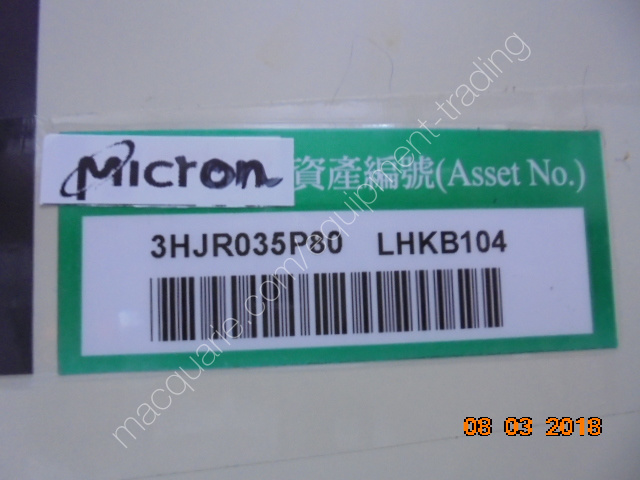 Micron 資產編號(Asset No.)
3HJR035P80 LHKB104
macquarie.com/equipment-trading
08 03 2018